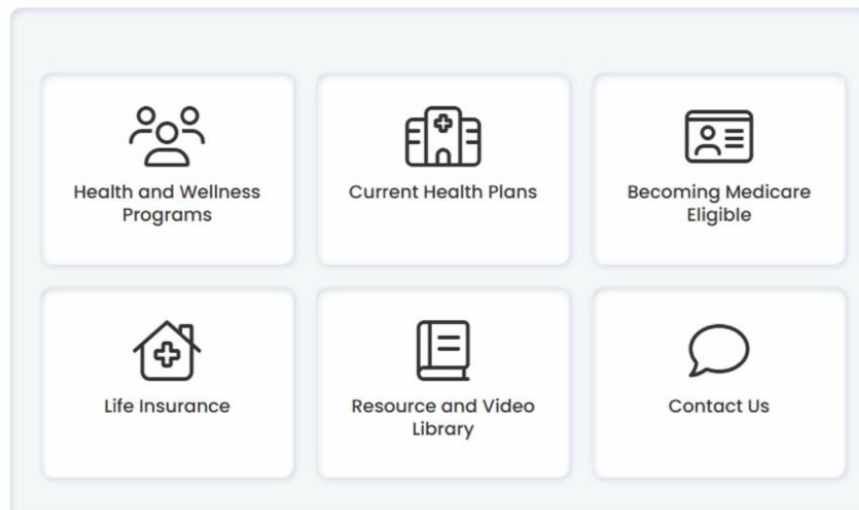 Health and Wellness
Programs
Current Health Plans
Becoming Medicare
Eligible
Life Insurance
Resource and Video
Library
Contact Us